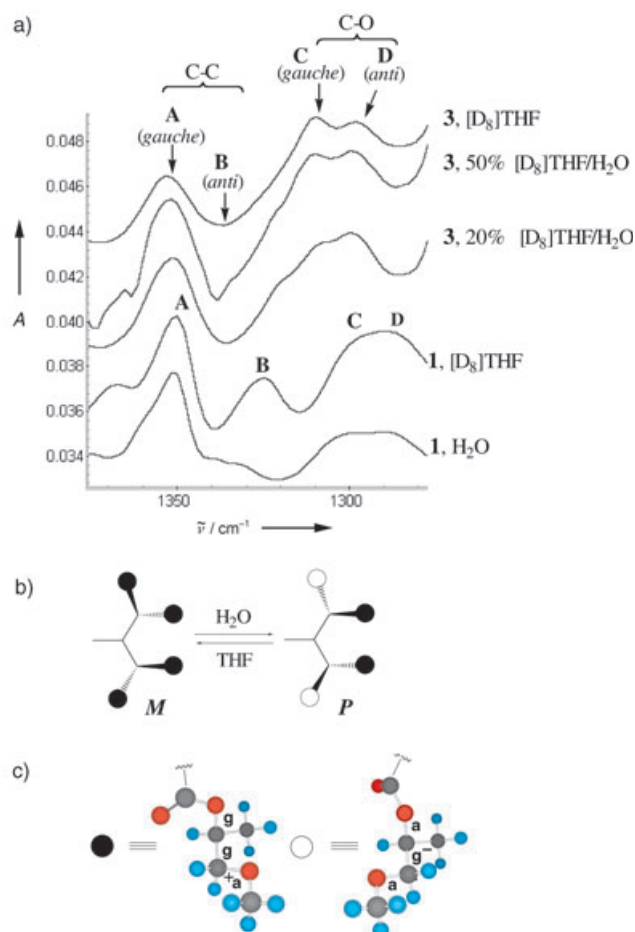 a)
C-O
C-C
C
(gauche)
D
(anti)
A
(gauche)
B
(anti)
3, [D8]THF
3, 50% [D8]THF/H2O
3, 20% [D8]THF/H2O
A
B
C
D
1, [D8]THF
1, H2O
0.048
0.046
0.044
0.042
0.040
0.038
0.036
0.034
A
1350
1300
ν̃ / cm⁻¹
b)
H2O
THF
M
P
c)
g
g
+a
a
g−
a